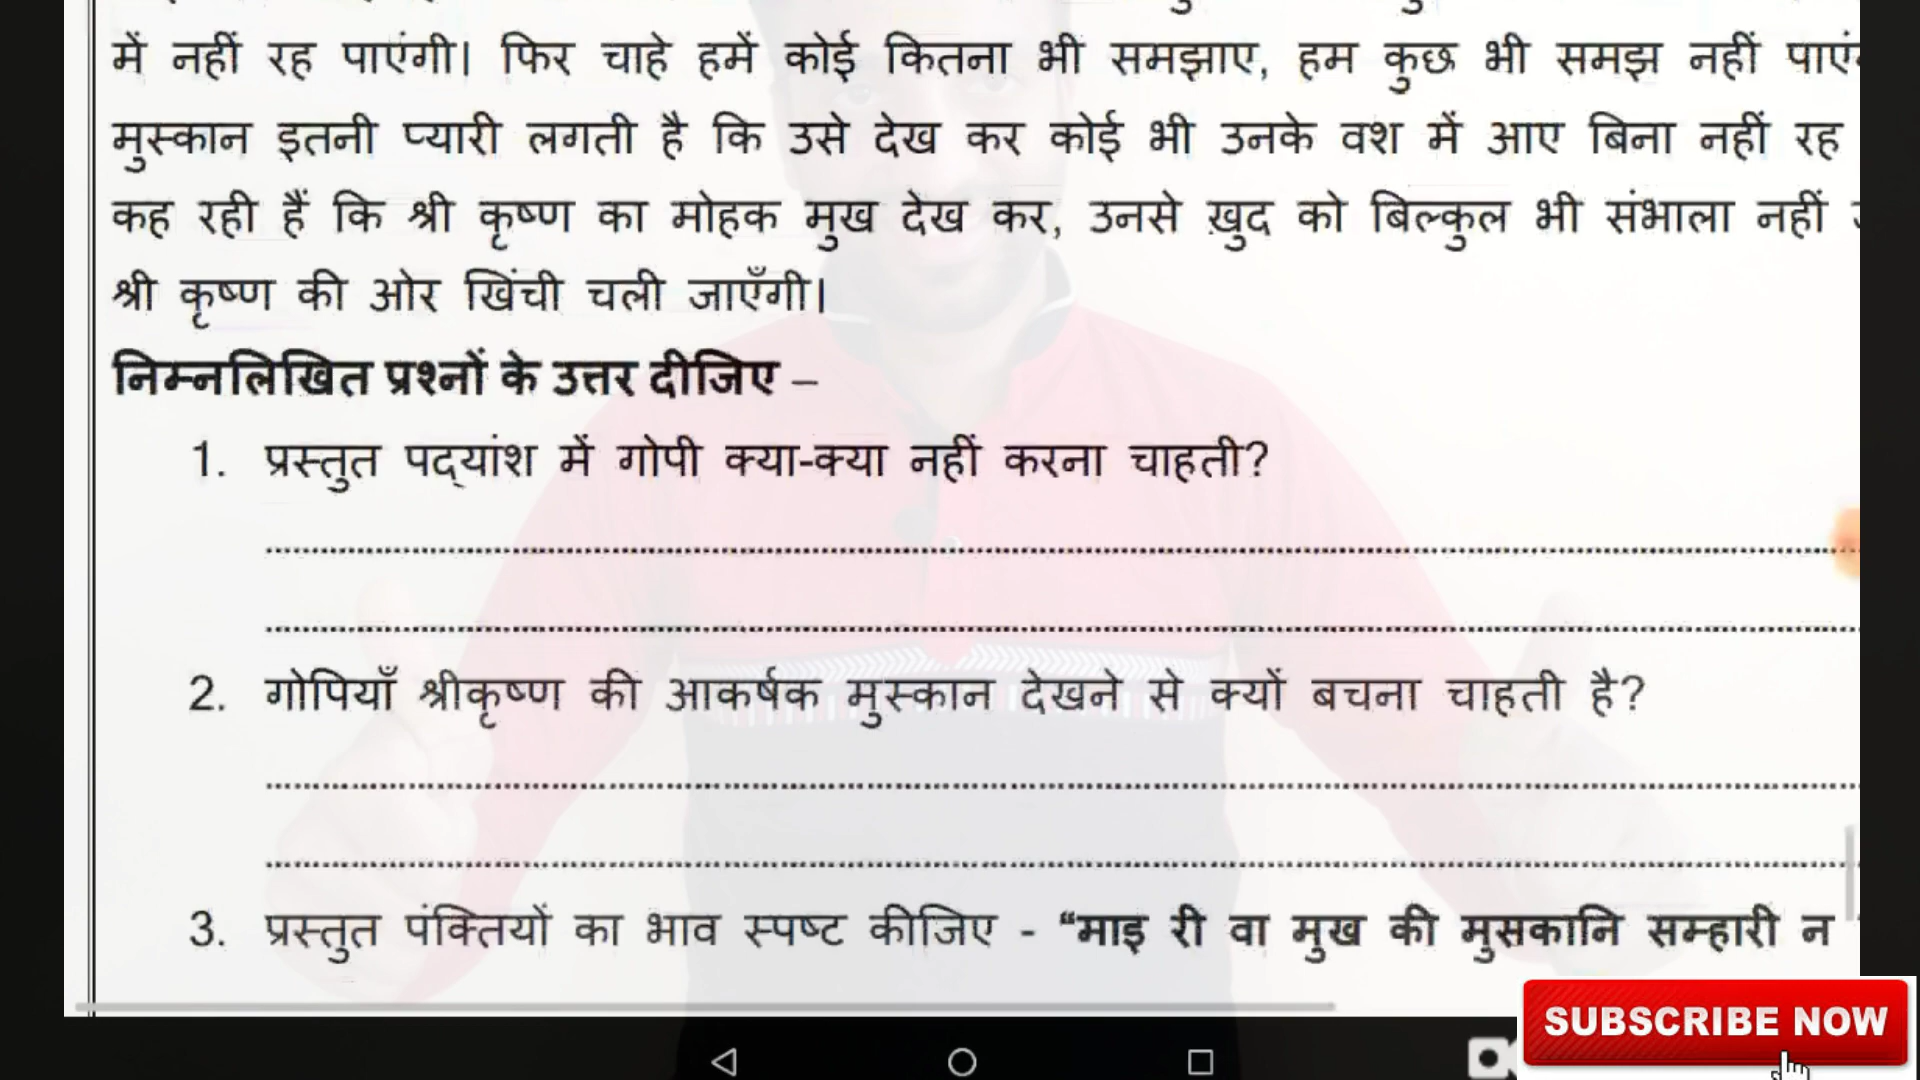 में नहीं रह पाएंगी। फिर चाहे हमें कोई कितना भी समझाए, हम कुछ भी समझ नहीं
मुस्कान इतनी प्यारी लगती है कि उसे देख कर कोई भी उनके वश में आए बिना नहीं रह
कह रही हैं कि श्री कृष्ण का मोहक मुख देख कर, उनसे ख़ुद को बिल्कुल भी संभाला नहीं
श्री कृष्ण की ओर खिंची चली जाएँगी।
निम्नलिखित प्रश्नों के उत्तर दीजिए –
1. प्रस्तुत पद्यांश में गोपी क्या-क्या नहीं करना चाहती?
2. गोपियाँ श्रीकृष्ण की आकर्षक मुस्कान देखने से क्यों बचना चाहती है?
3. प्रस्तुत पंक्तियों का भाव स्पष्ट कीजिए - “माइ री वा मुख की मुसकानि सम्हारी न
SUBSCRIBE NOW